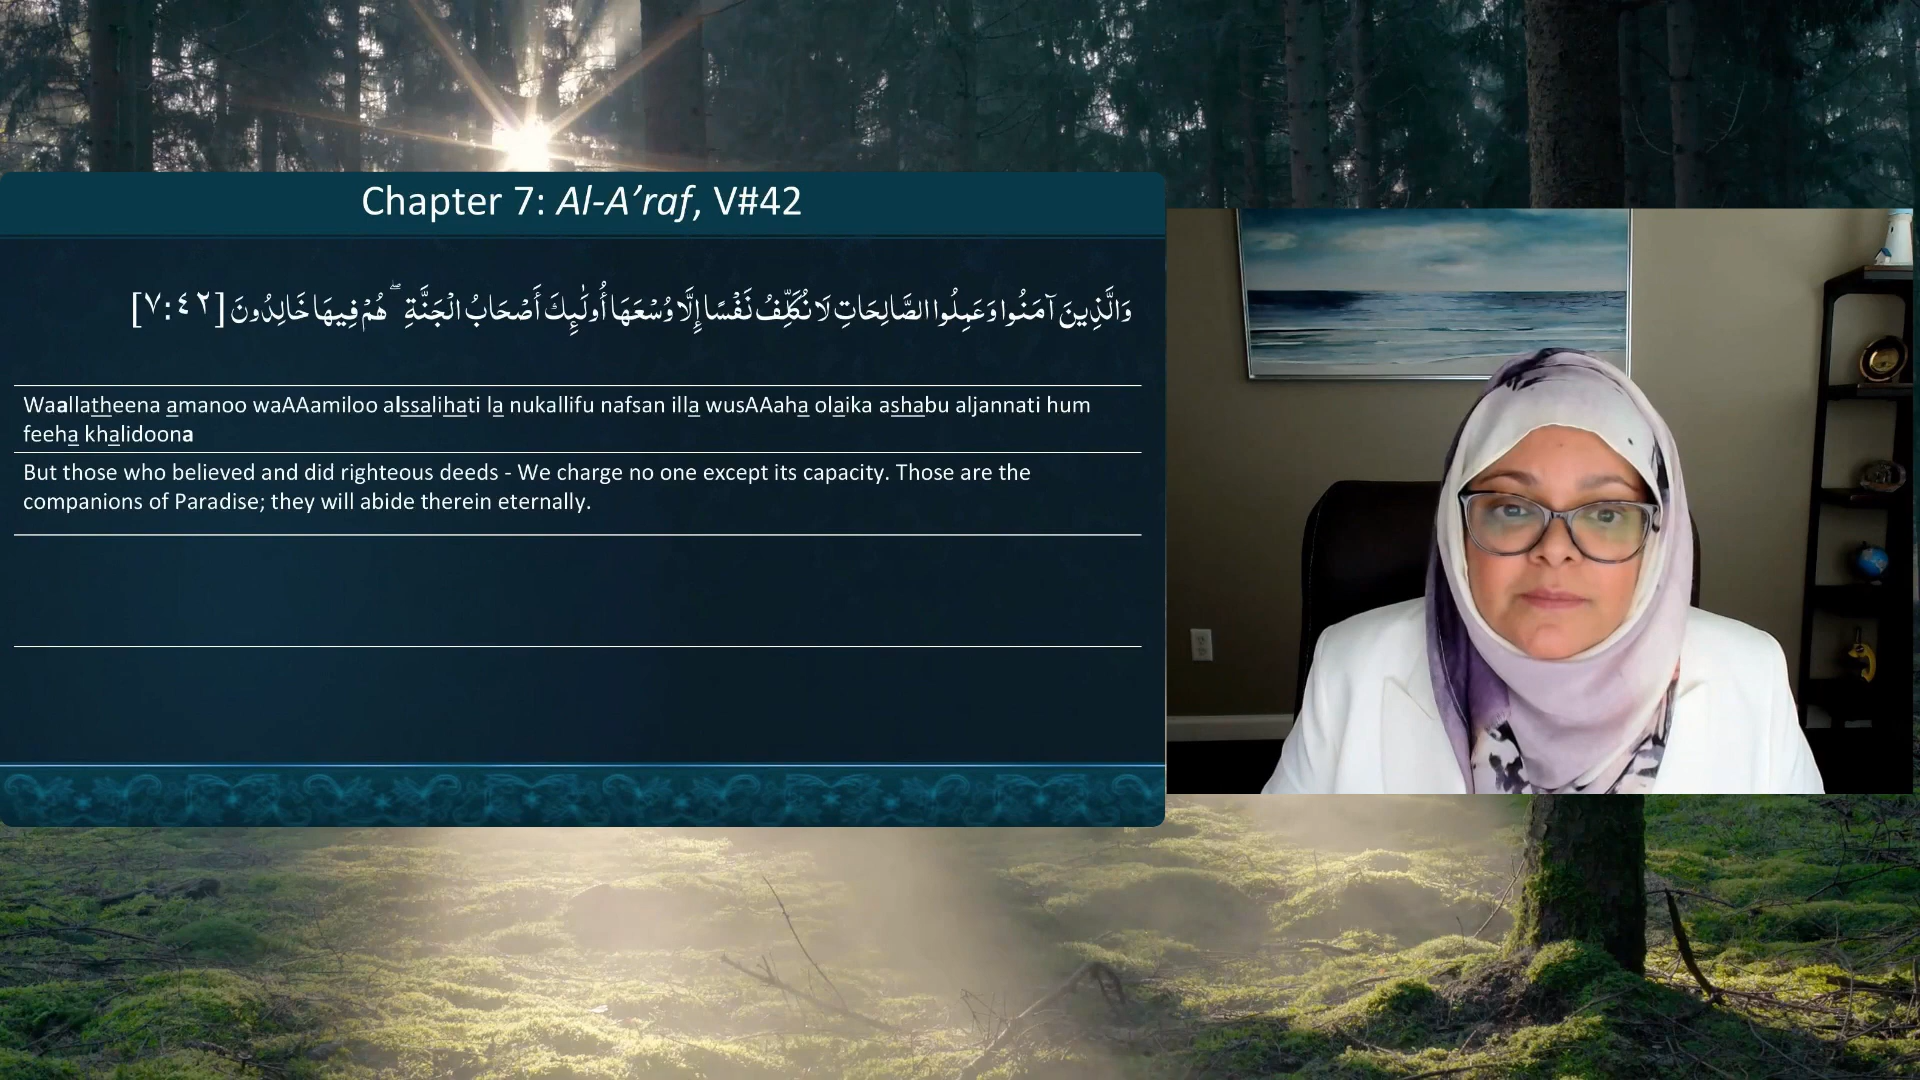 Chapter 7: Al-A’raf, V#42
وَالَّذِينَ آمَنُوا وَعَمِلُوا الصَّالِحَاتِ لَا نُكَلِّفُ نَفْسًا إِلَّا وُسْعَهَا أُولَٰئِكَ أَصْحَابُ الْجَنَّةِ ۖ هُمْ فِيهَا خَالِدُونَ [٧:٤٢]
Waallatheena amanoo waAAamiloo alssalihati la nukallifu nafsan illa wusAAaha olaika ashabu aljannati hum
feeha khalidoona
But those who believed and did righteous deeds - We charge no one except its capacity. Those are the
companions of Paradise; they will abide therein eternally.